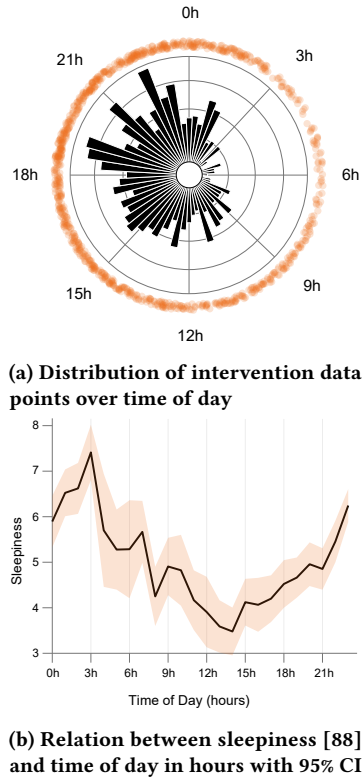 0h
21h
3h
18h
6h
15h
9h
12h
(a) Distribution of intervention data
points over time of day
8
7
6
5
4
3
Sleepiness
0h 3h 6h 9h 12h 15h 18h 21h
Time of Day (hours)
(b) Relation between sleepiness [88]
and time of day in hours with 95% CI